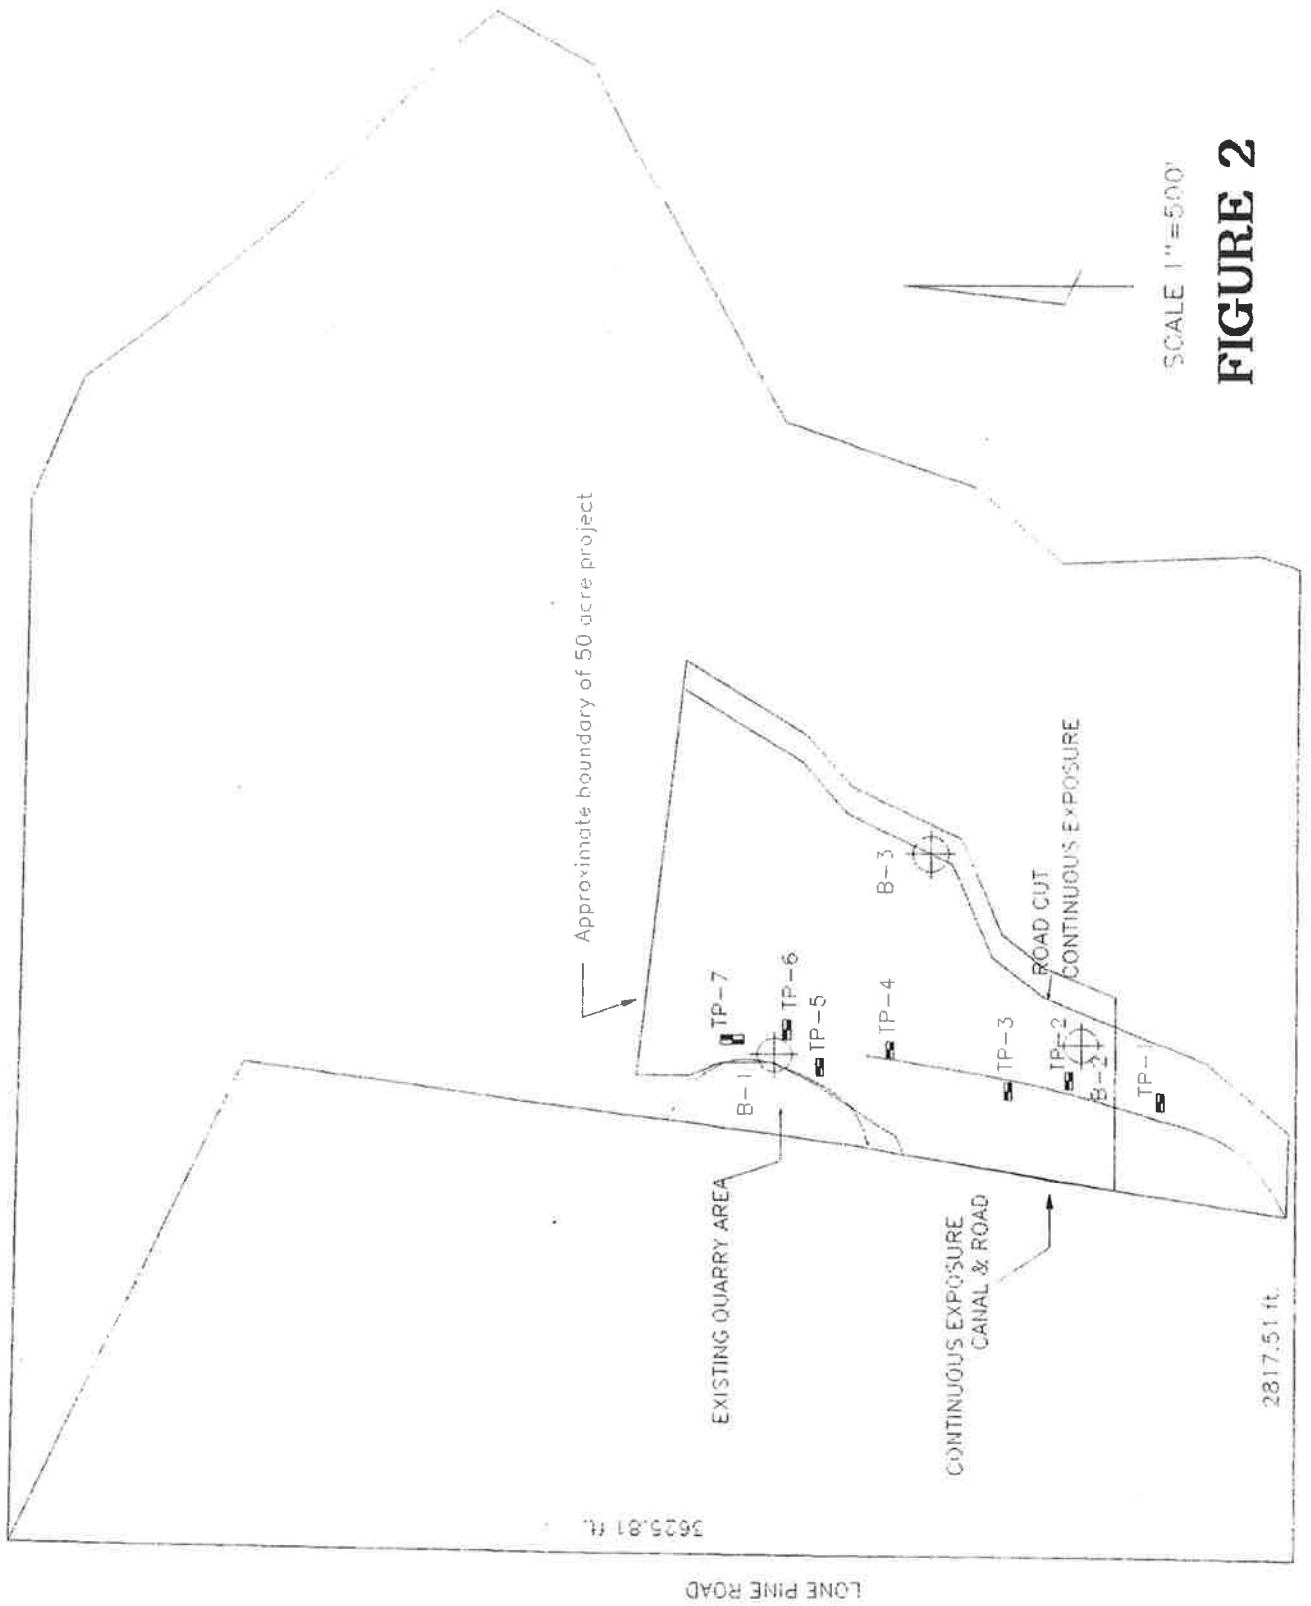 Approximate boundary of 50 acre project
TP-7
TP-6
TP-5
B-1
TP-4
B-3
EXISTING QUARRY AREA
TP-3
TP-2
B-2
TP-1
ROAD CUT
CONTINUOUS EXPOSURE
CONTINUOUS EXPOSURE
CANAL & ROAD
2817.51 ft.
3625.81 ft.
LONE PINE ROAD
SCALE 1"=500'
FIGURE 2